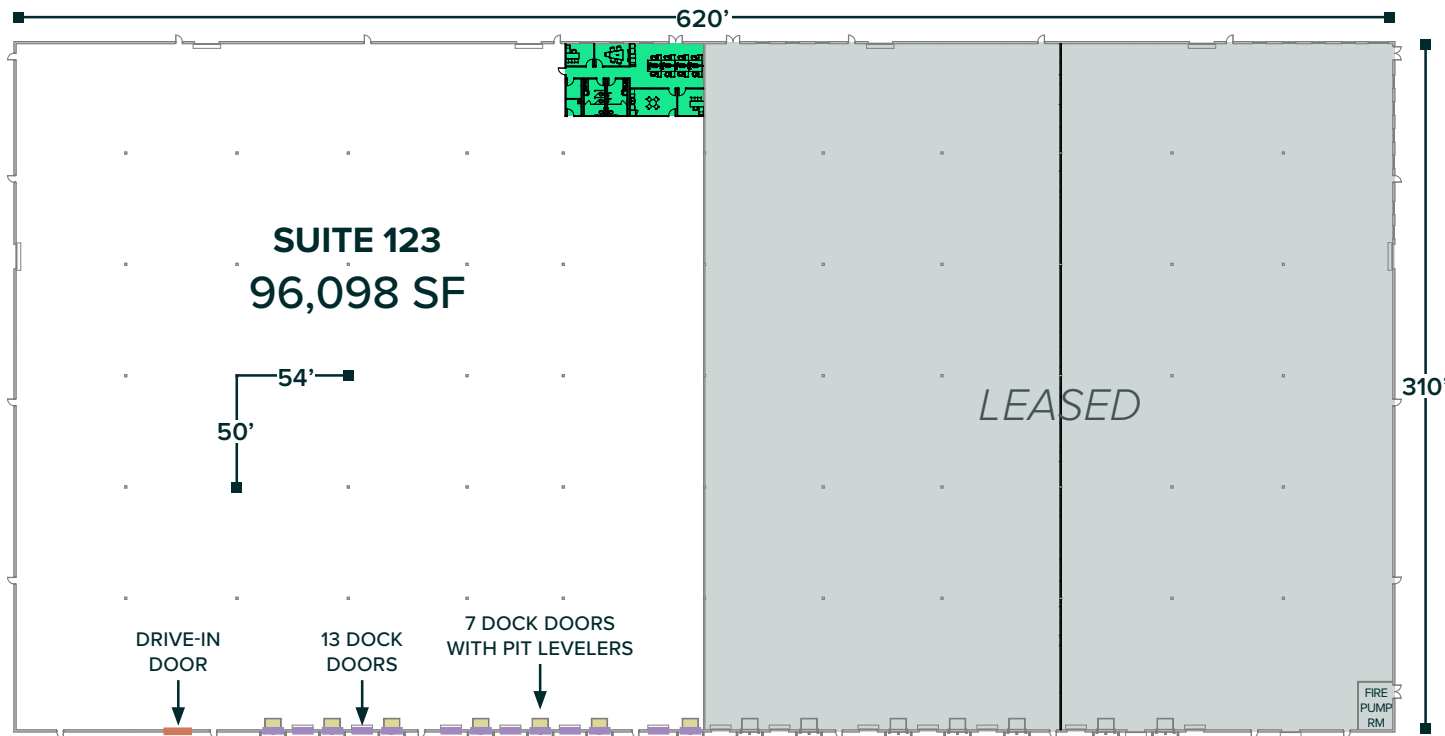 620’
SUITE 123
96,098 SF
54’
50’
LEASED
310’
DRIVE-IN
DOOR
13 DOCK
DOORS
7 DOCK DOORS
WITH PIT LEVELERS
FIRE
PUMP
RM